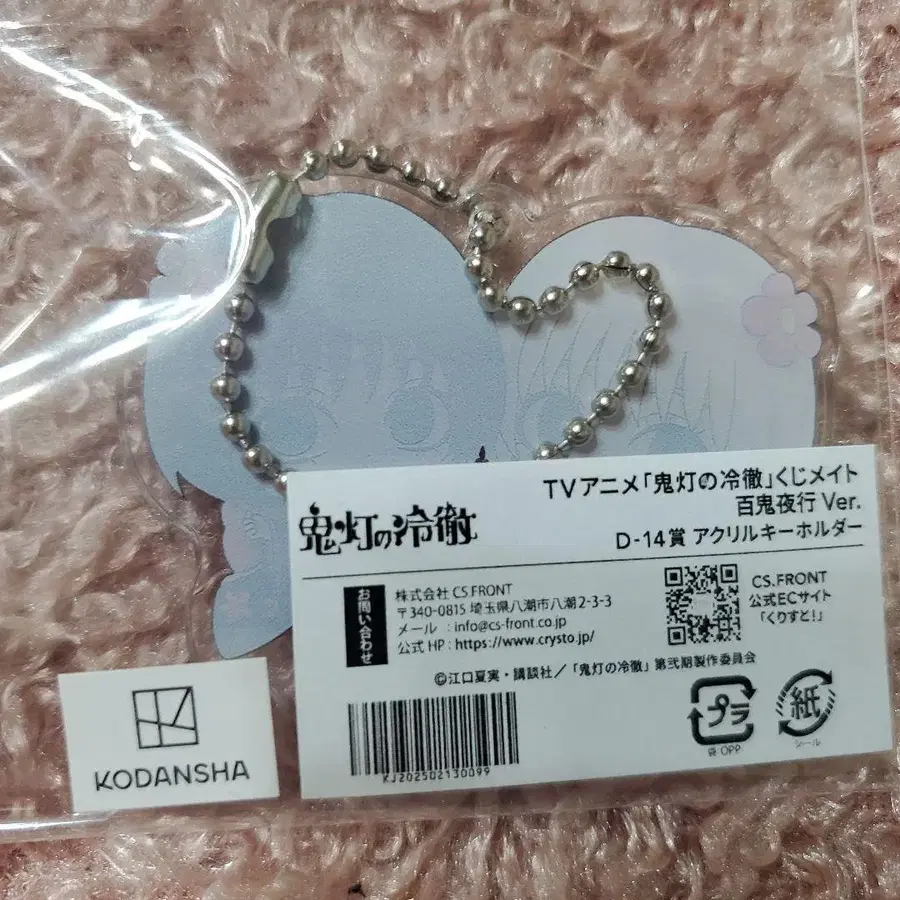 TVアニメ「鬼灯の冷徹」くじメイト
百鬼夜行 Ver.
D-14賞 アクリルキーホルダー
鬼灯の冷徹
お問い合わせ
株式会社 CS.FRONT
〒340-0815 埼玉県八潮市八潮2-3-3
メール : info@cs-front.co.jp
公式 HP : https://www.crysto.jp/
CS.FRONT
公式ECサイト
「くりすと!」
©江口夏実・講談社/「鬼灯の冷徹」第弐期製作委員会
KJ202502130099
プラ
袋 OPP
紙
シール
KODANSHA